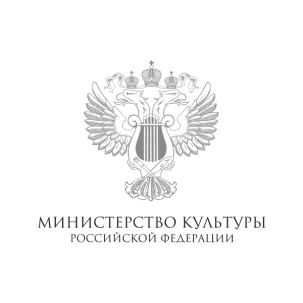 МИНИСТЕРСТВО КУЛЬТУРЫ
РОССИЙСКОЙ ФЕДЕРАЦИИ